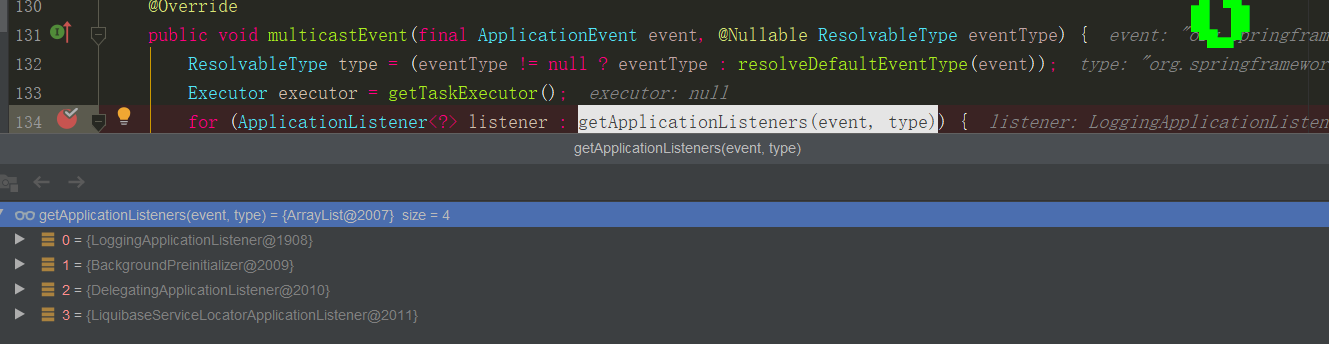 130 @Override
131 public void multicastEvent(final ApplicationEvent event, @Nullable ResolvableType eventType) { event: "o springfram
132 ResolvableType type = (eventType != null ? eventType : resolveDefaultEventType(event)); type: "org.springframewor
133 Executor executor = getTaskExecutor(); executor: null
134 for (ApplicationListener<?> listener : getApplicationListeners(event, type)) { listener: LoggingApplicationListen
getApplicationListeners(event, type)
getApplicationListeners(event, type) = {ArrayList@2007} size = 4
0 = {LoggingApplicationListener@1908}
1 = {BackgroundPreinitializer@2009}
2 = {DelegatingApplicationListener@2010}
3 = {LiquibaseServiceLocatorApplicationListener@2011}